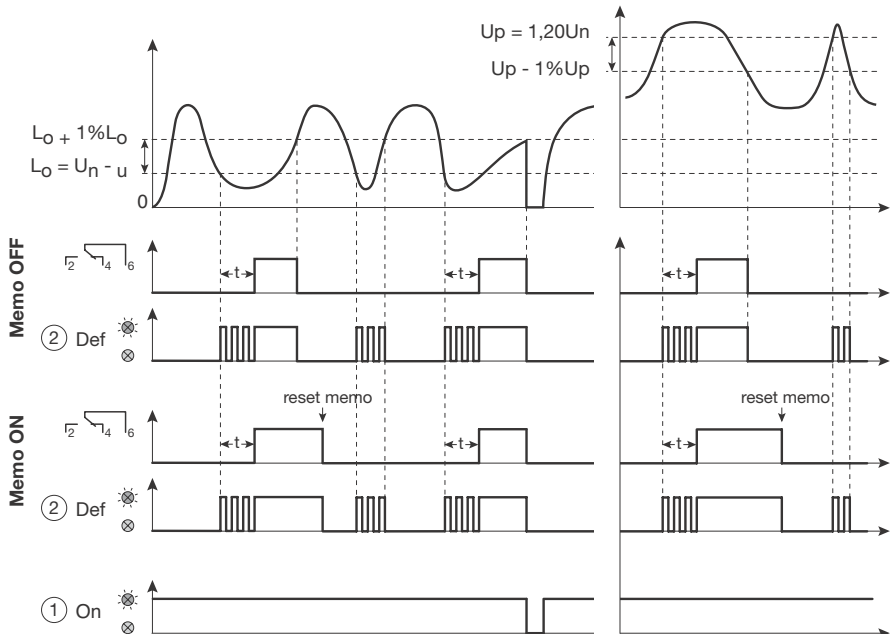 Up = 1,20Un
Up - 1%Up
Lo + 1%Lo
Lo = Un - u
0
Memo OFF
2 4 6
t t t
2 Def
Memo ON
reset memo reset memo
2 4 6
t t t
2 Def
1 On